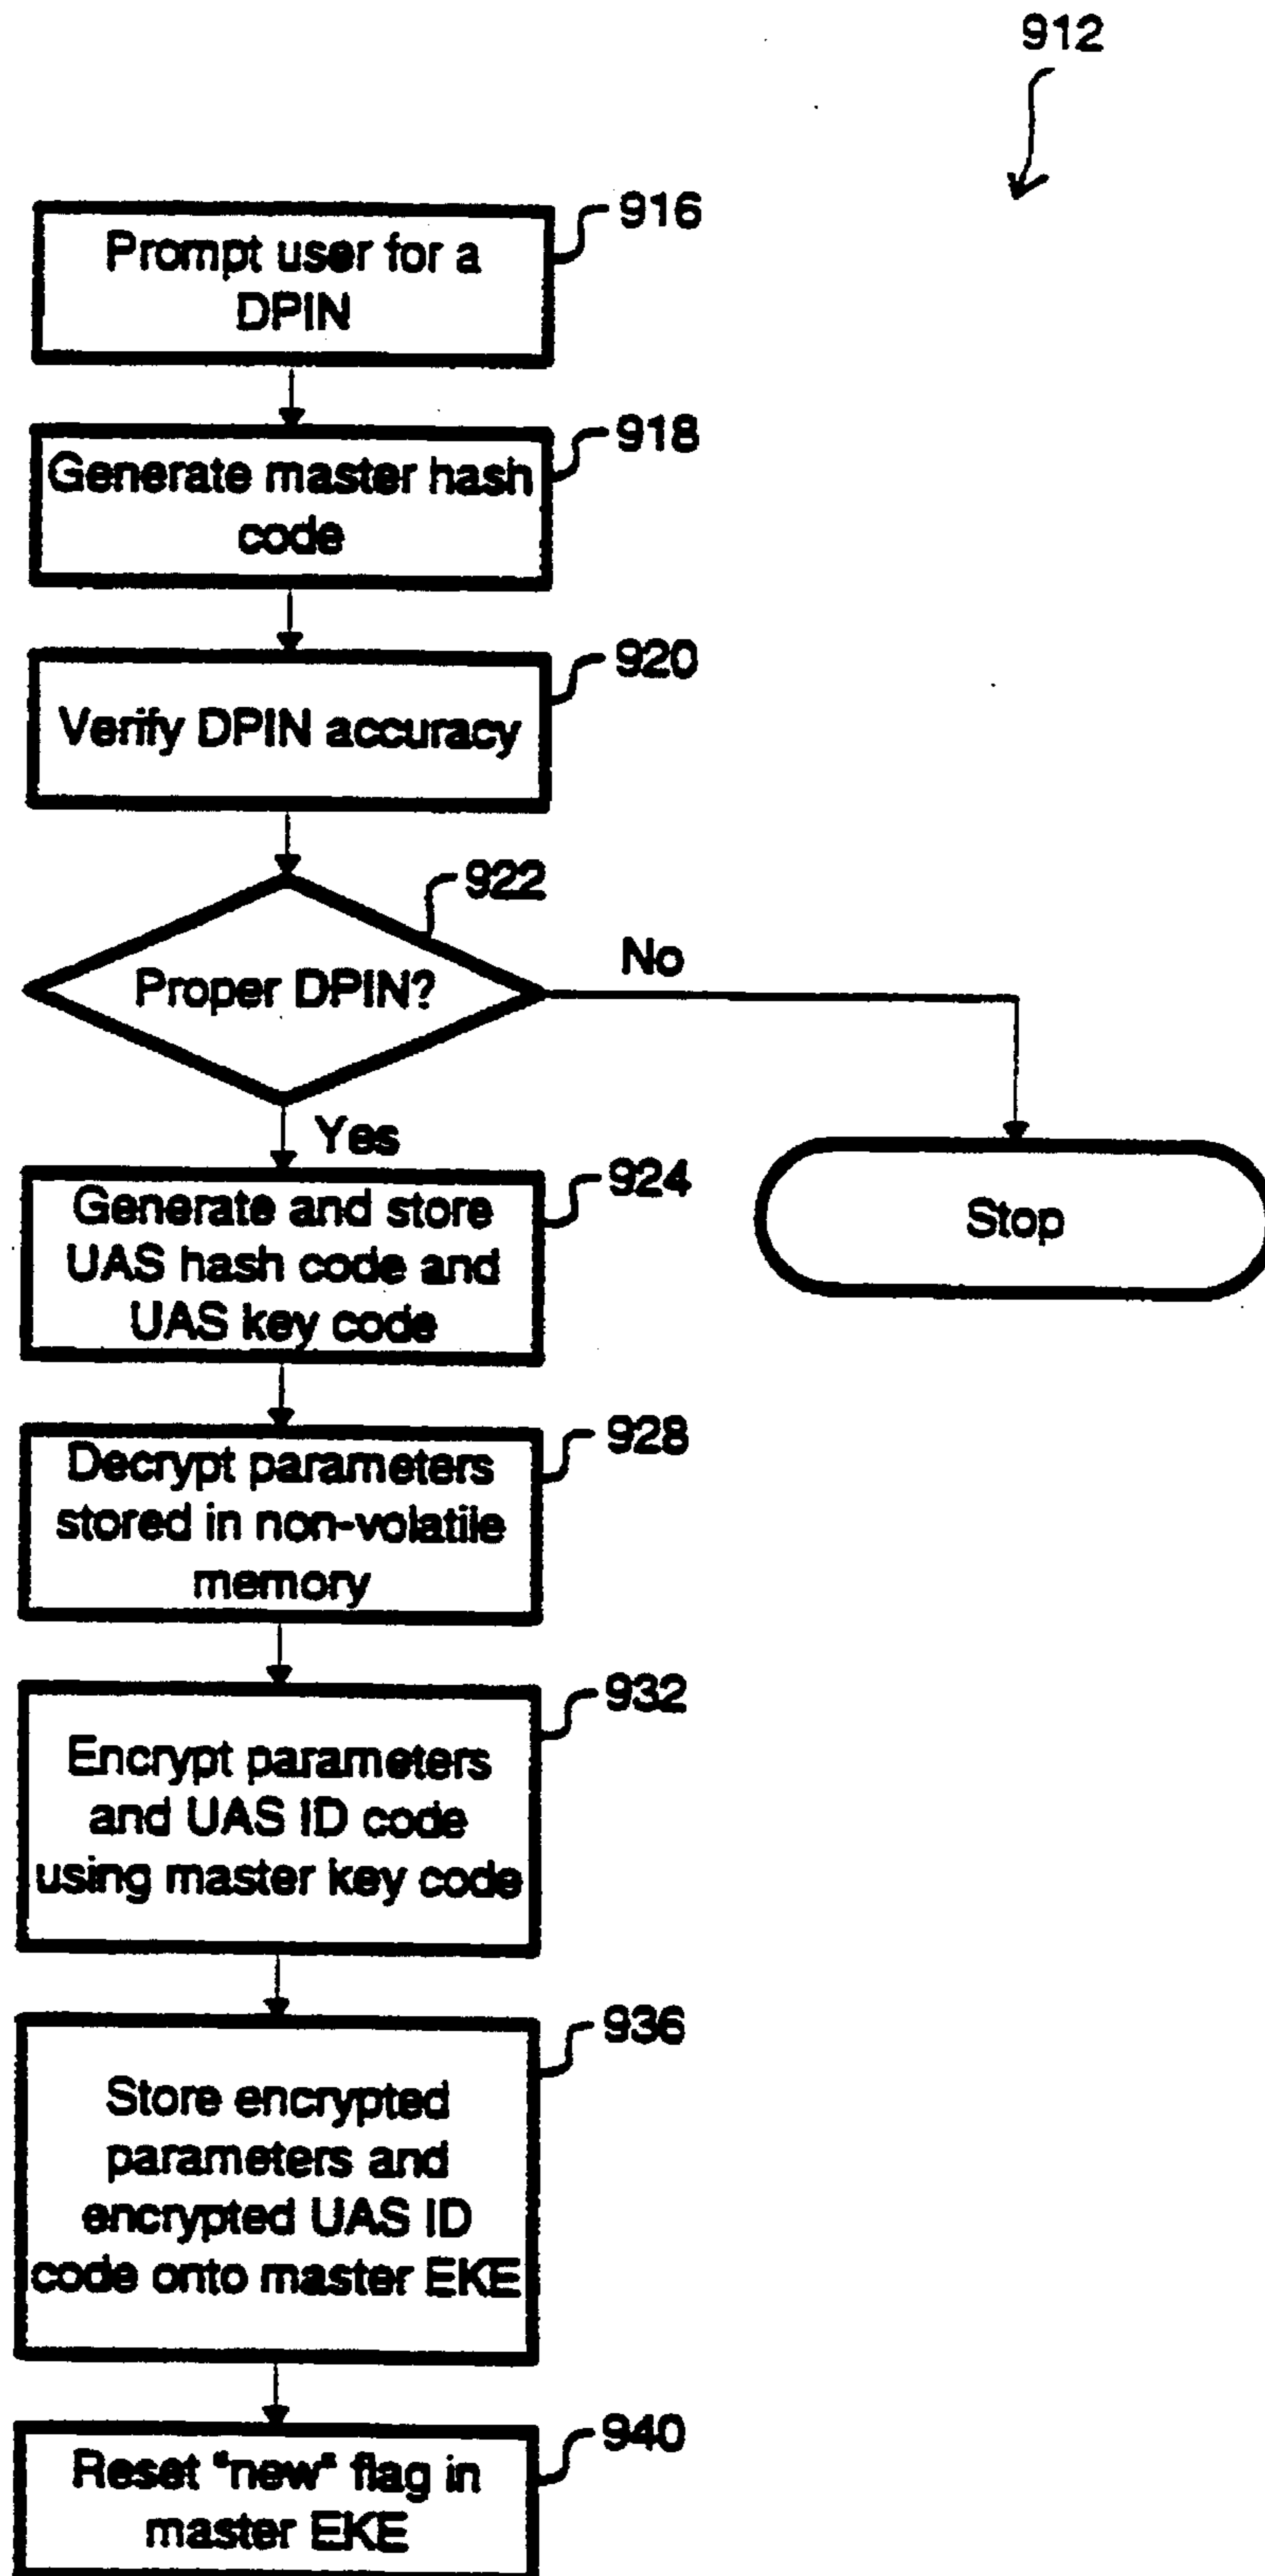 912
916
Prompt user for a
DPIN
918
Generate master hash
code
920
Verify DPIN accuracy
922
Proper DPIN?
No
Yes
924
Generate and store
UAS hash code and
UAS key code
Stop
928
Decrypt parameters
stored in non-volatile
memory
932
Encrypt parameters
and UAS ID code
using master key code
936
Store encrypted
parameters and
encrypted UAS ID
code onto master EKE
940
Reset "new" flag in
master EKE